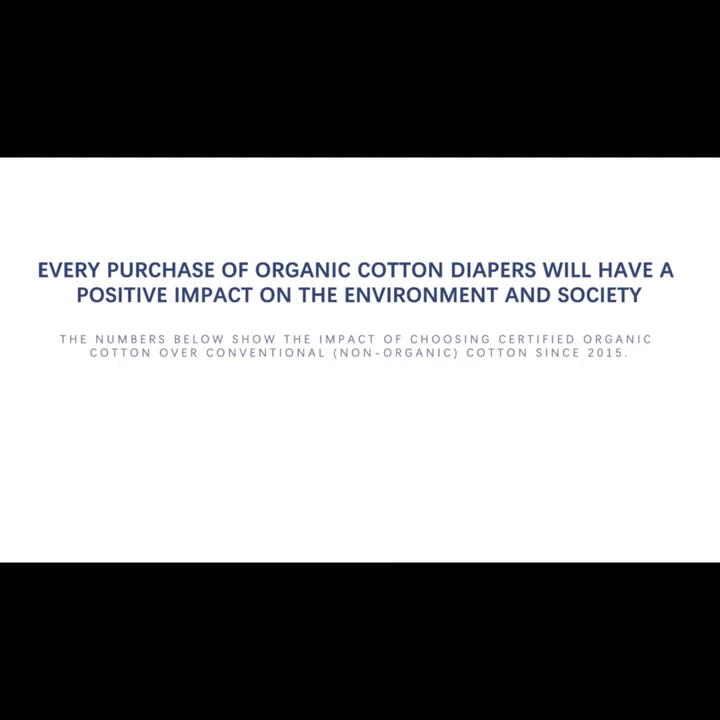 EVERY PURCHASE OF ORGANIC COTTON DIAPERS WILL HAVE A
POSITIVE IMPACT ON THE ENVIRONMENT AND SOCIETY
THE NUMBERS BELOW SHOW THE IMPACT OF CHOOSING CERTIFIED ORGANIC
COTTON OVER CONVENTIONAL (NON-ORGANIC) COTTON SINCE 2015.